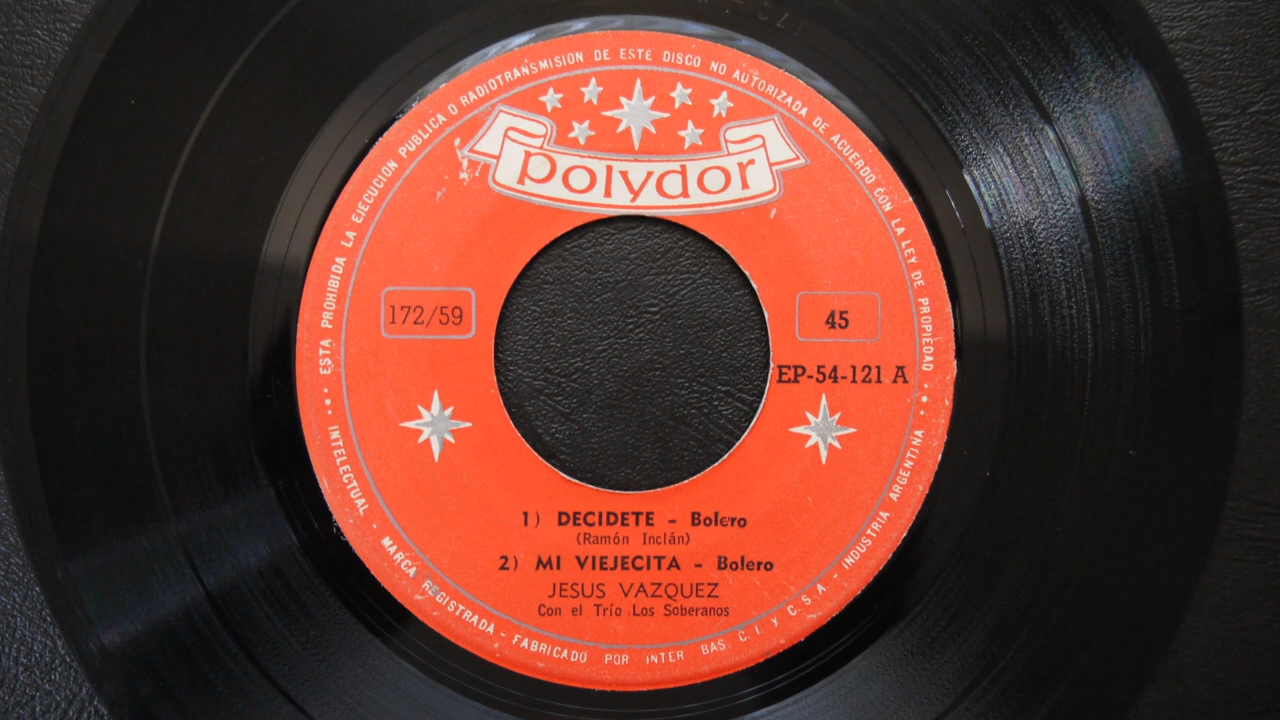 ESTA PROHIBIDA LA EJECUCION PUBLICA O RADIOTRANSMISION DE ESTE DISCO NO AUTORIZADA DE ACUERDO CON LA LEY DE PROPIEDAD
INTELECTUAL - MARCA REGISTRADA - FABRICADO POR INTER BAS C.I. y C.S.A. - INDUSTRIA ARGENTINA
polydor
172/59
45
EP-54-121 A
1) DECIDETE - Bolero
(Ramón Inclán)
2) MI VIEJECITA - Bolero
JESUS VAZQUEZ
Con el Trío Los Soberanos